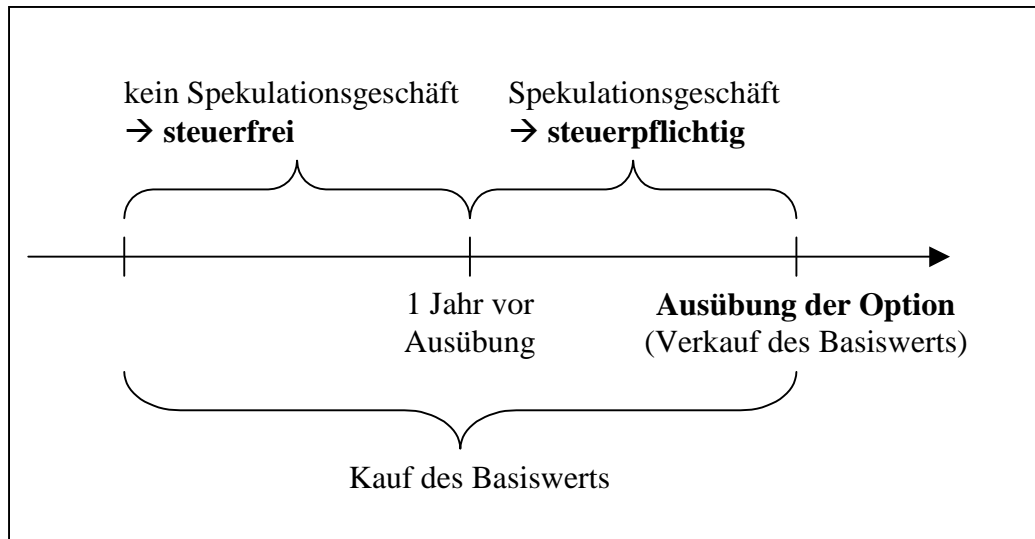 kein Spekulationsgeschäft
→ steuerfrei
Spekulationsgeschäft
→ steuerpflichtig
1 Jahr vor
Ausübung
Ausübung der Option
(Verkauf des Basiswerts)
Kauf des Basiswerts